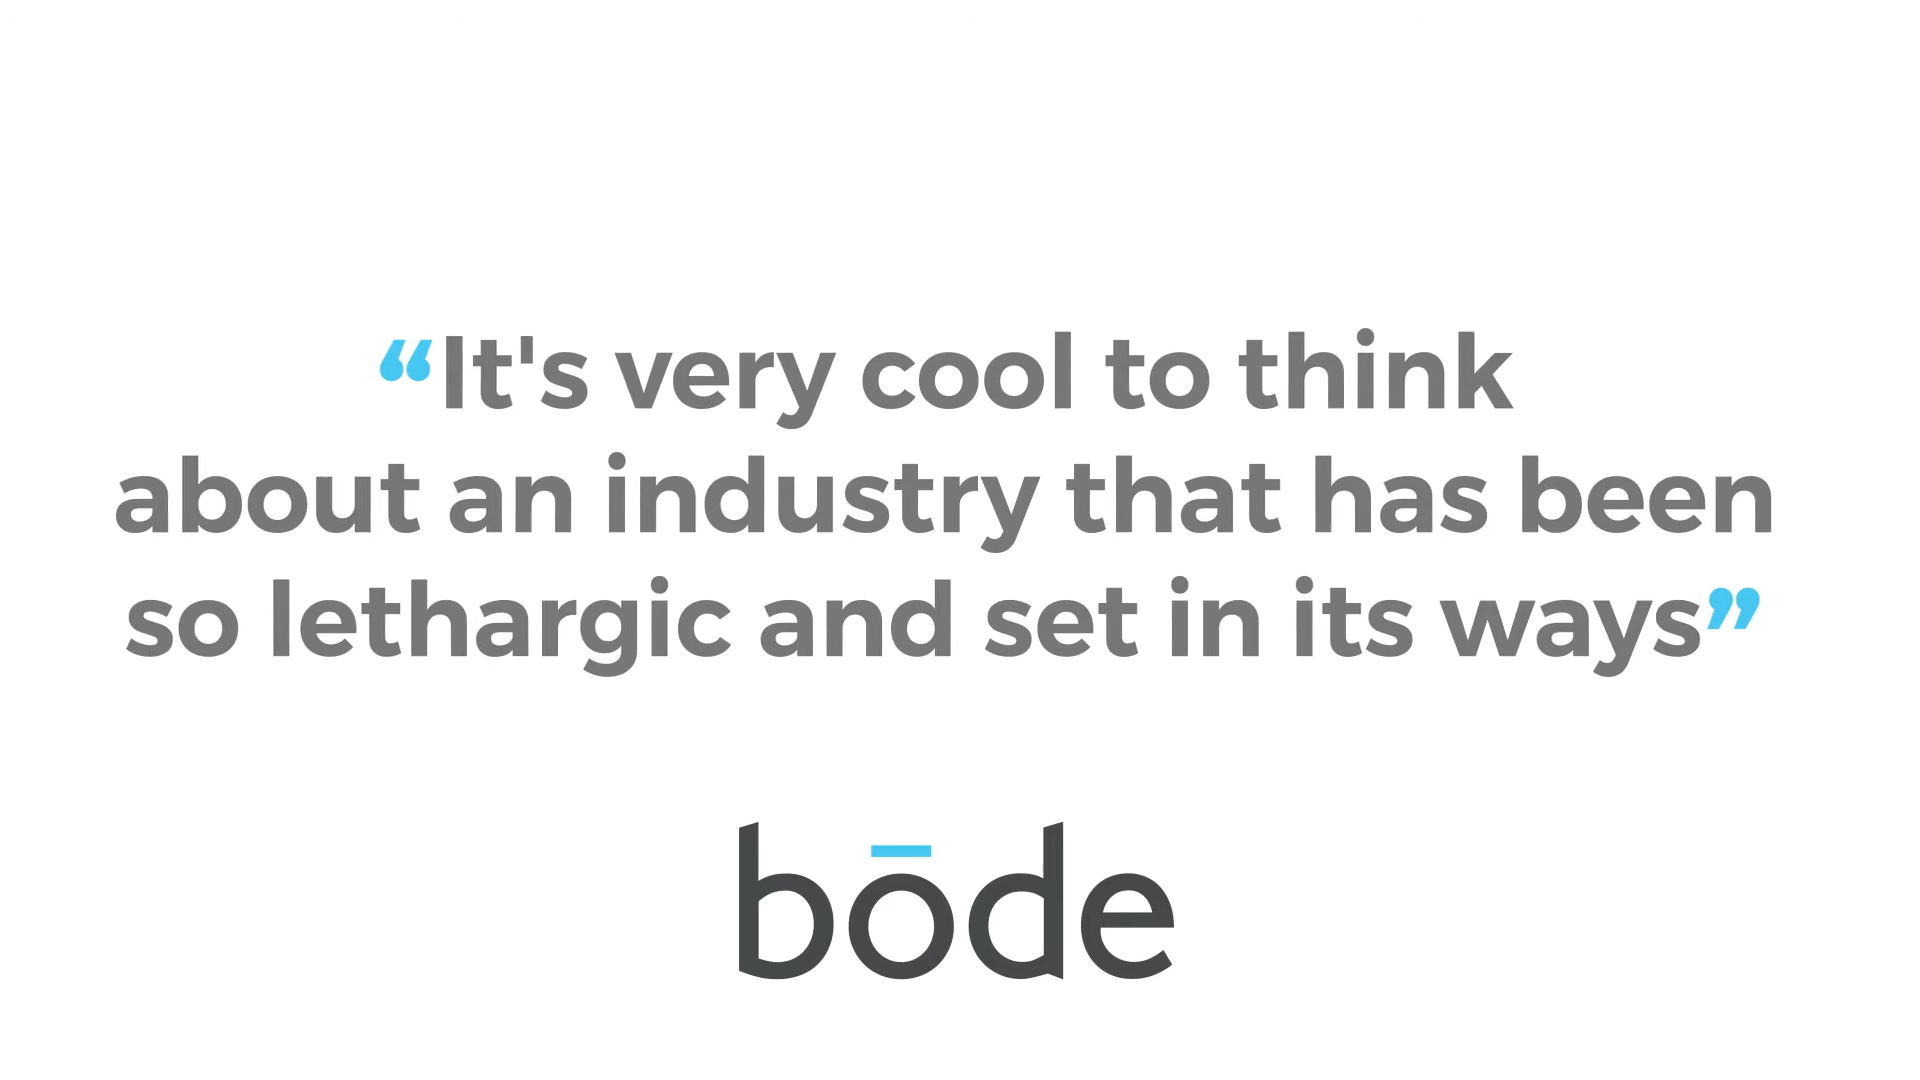 “It's very cool to think
about an industry that has been
so lethargic and set in its ways”
bōde